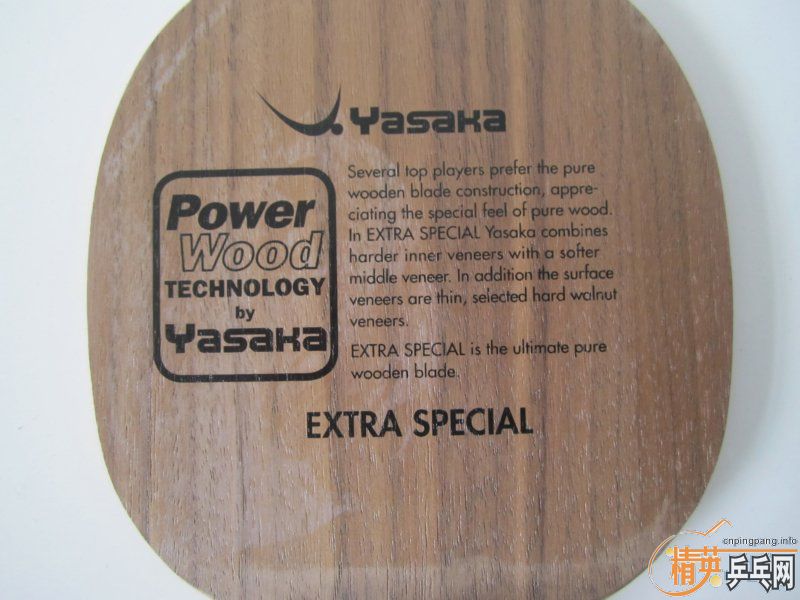 Yasaka
Power
Wood
TECHNOLOGY
by
Yasaka
Several top players prefer the pure
wooden blade construction, appre-
ciating the special feel of pure wood.
In EXTRA SPECIAL Yasaka combines
harder inner veneers with a softer
middle veneer. In addition the surface
veneers are thin, selected hard walnut
veneers.
EXTRA SPECIAL is the ultimate pure
wooden blade.
EXTRA SPECIAL
cnpingpang.info
精英乒乓网